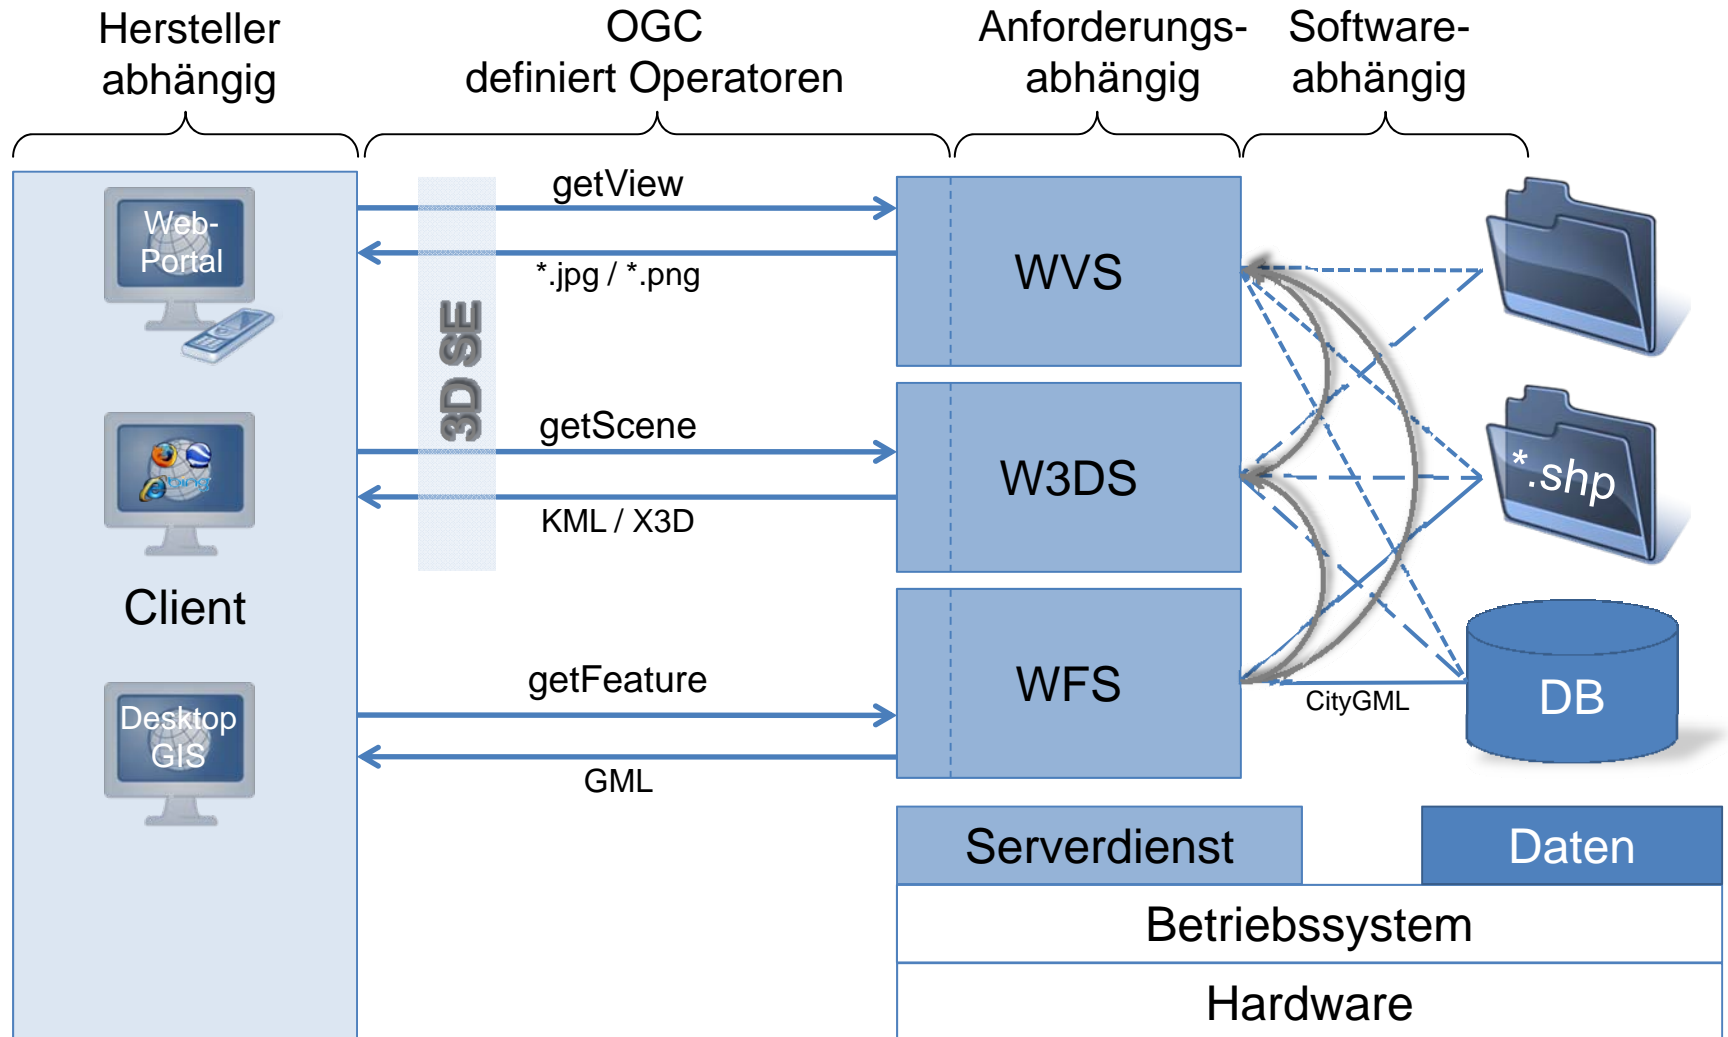 Hersteller
abhängig
OGC
definiert Operatoren
Anforderungs-
abhängig
Software-
abhängig
Web-
Portal
getView
*.jpg / *.png
WVS
3D SE
getScene
KML / X3D
W3DS
*.shp
Client
Desktop
GIS
getFeature
GML
WFS
CityGML
DB
Serverdienst
Daten
Betriebssystem
Hardware